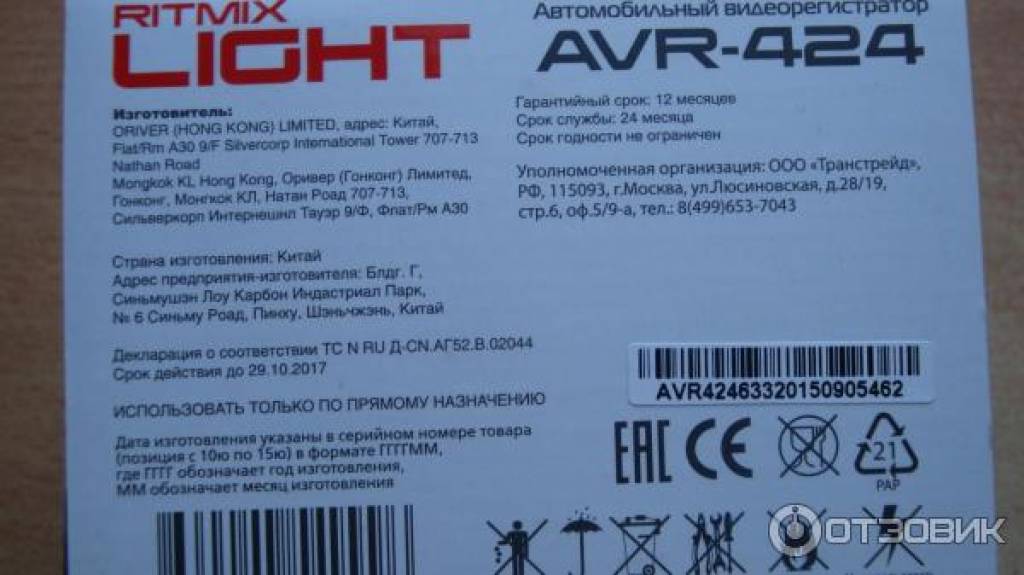 RITMIX
LIGHT
Автомобильный видеорегистратор
AVR-424
Изготовитель:
ORIVER (HONG KONG) LIMITED, адрес: Китай,
Flat/Rm A30 9/F Silvercorp International Tower 707-713
Nathan Road
Mongkok KL Hong Kong, Оривер (Гонконг) Лимитед,
Гонконг, Монгкок КЛ, Натан Роад 707-713,
Сильверкорп Интернешнл Тауэр 9/Ф, Флат/Рм А30
Гарантийный срок: 12 месяцев
Срок службы: 24 месяца
Срок годности не ограничен
Уполномоченная организация: ООО «Транстрейд»,
РФ, 115093, г.Москва, ул.Люсиновская, д.28/19,
стр.6, оф.5/9-а, тел.: 8(499)653-7043
Страна изготовления: Китай
Адрес предприятия-изготовителя: Блдг. Г,
Синьмушэн Лоу Карбон Индастриал Парк,
№ 6 Синьму Роад, Пинху, Шэньчжэнь, Китай
Декларация о соответствии ТС N RU Д-CN.АГ52.В.02044
Срок действия до 29.10.2017
ИСПОЛЬЗОВАТЬ ТОЛЬКО ПО ПРЯМОМУ НАЗНАЧЕНИЮ
Дата изготовления указаны в серийном номере товара
(позиция с 10ю по 15ю) в формате ГГГГММ,
где ГГГГ обозначает год изготовления,
ММ обозначает месяц изготовления
AVR42463320150905462
EAC CE
21
PAP
ОТЗОВИК